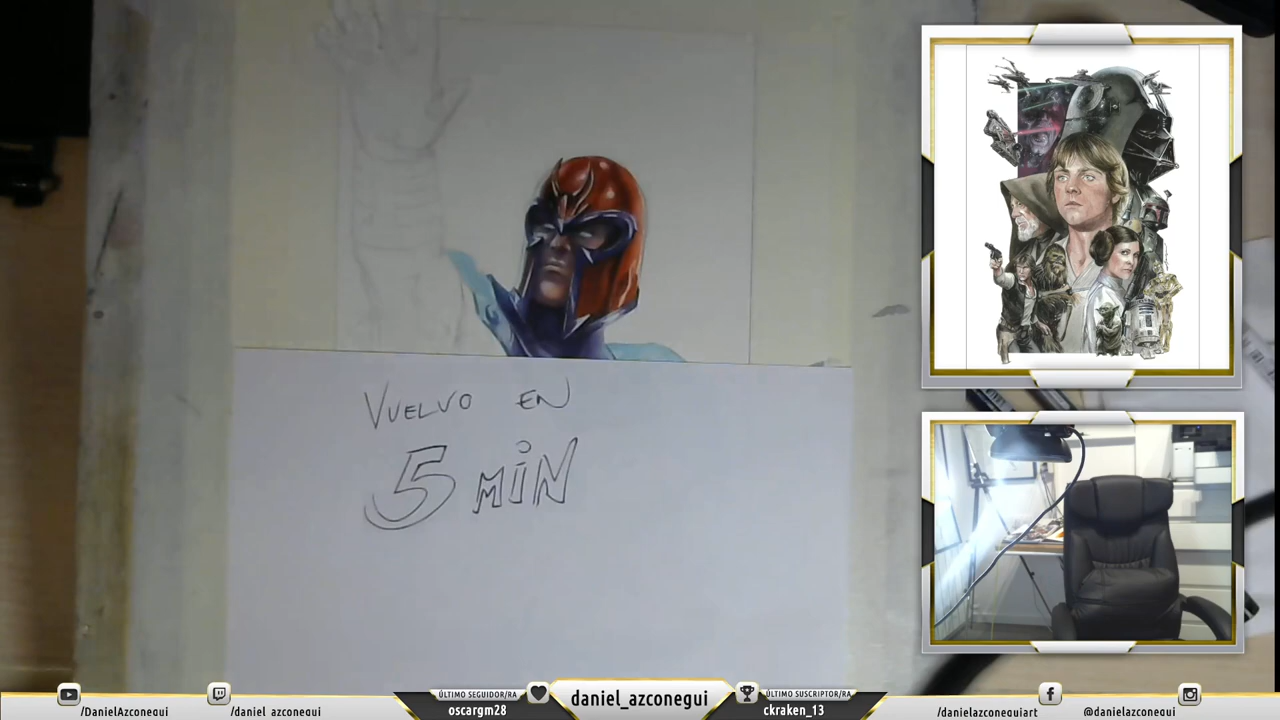 VUELVO EN
5 MiN
/DanielAzconegui
/daniel_azconegui
ÚLTIMO SEGUIDOR/RA
oscargm28
daniel_azconegui
ÚLTIMO SUSCRIPTOR/RA
ckraken_13
/danielazconeguiart
@danielazconegui